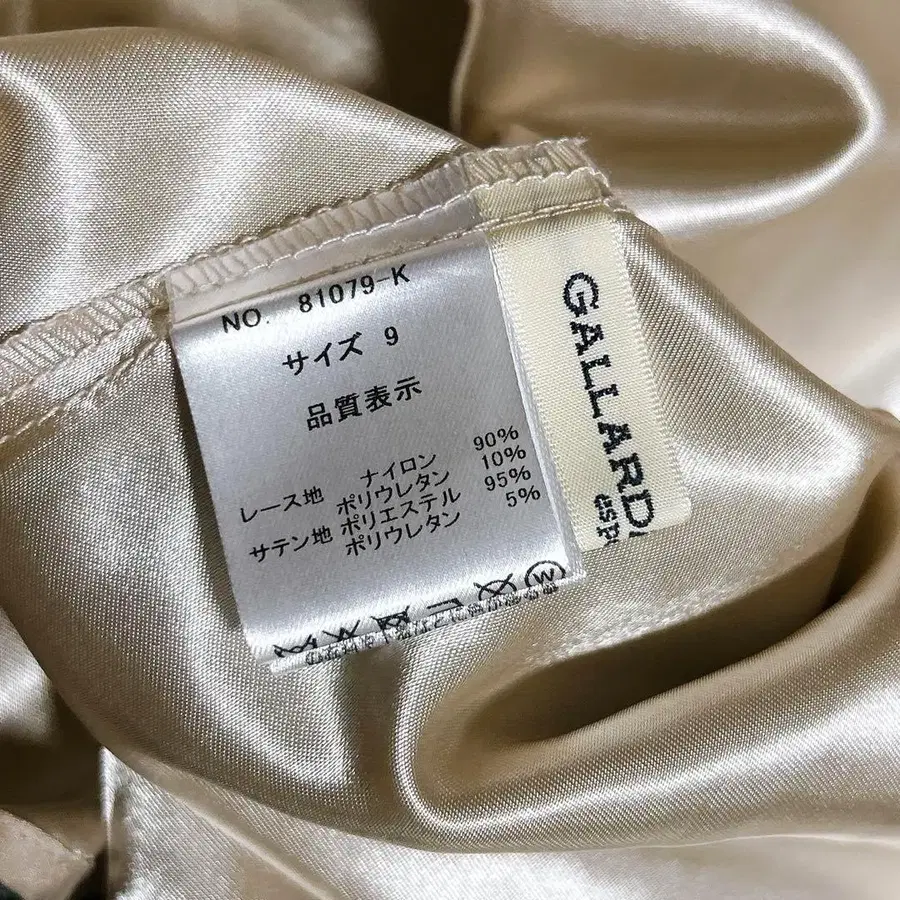 NO. 81079-K
サイズ 9
品質表示
レース地 ナイロン 90%
ポリウレタン 10%
サテン地 ポリエステル 95%
ポリウレタン 5%
W
GALLARD